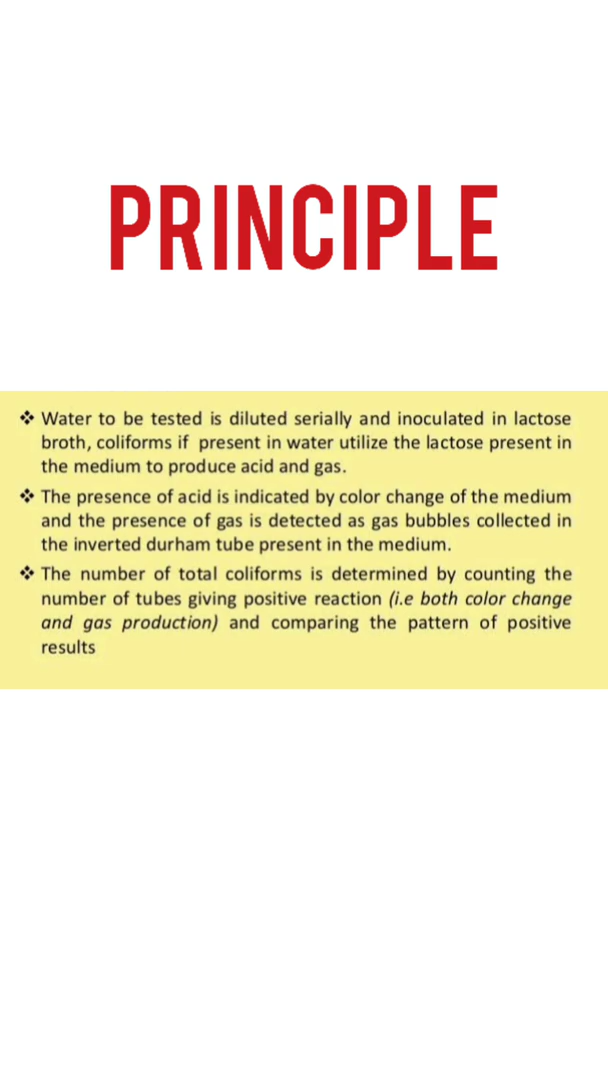 PRINCIPLE
❖ Water to be tested is diluted serially and inoculated in lactose
broth, coliforms if present in water utilize the lactose present in
the medium to produce acid and gas.
❖ The presence of acid is indicated by color change of the medium
and the presence of gas is detected as gas bubbles collected in
the inverted durham tube present in the medium.
❖ The number of total coliforms is determined by counting the
number of tubes giving positive reaction (i.e both color change
and gas production) and comparing the pattern of positive
results